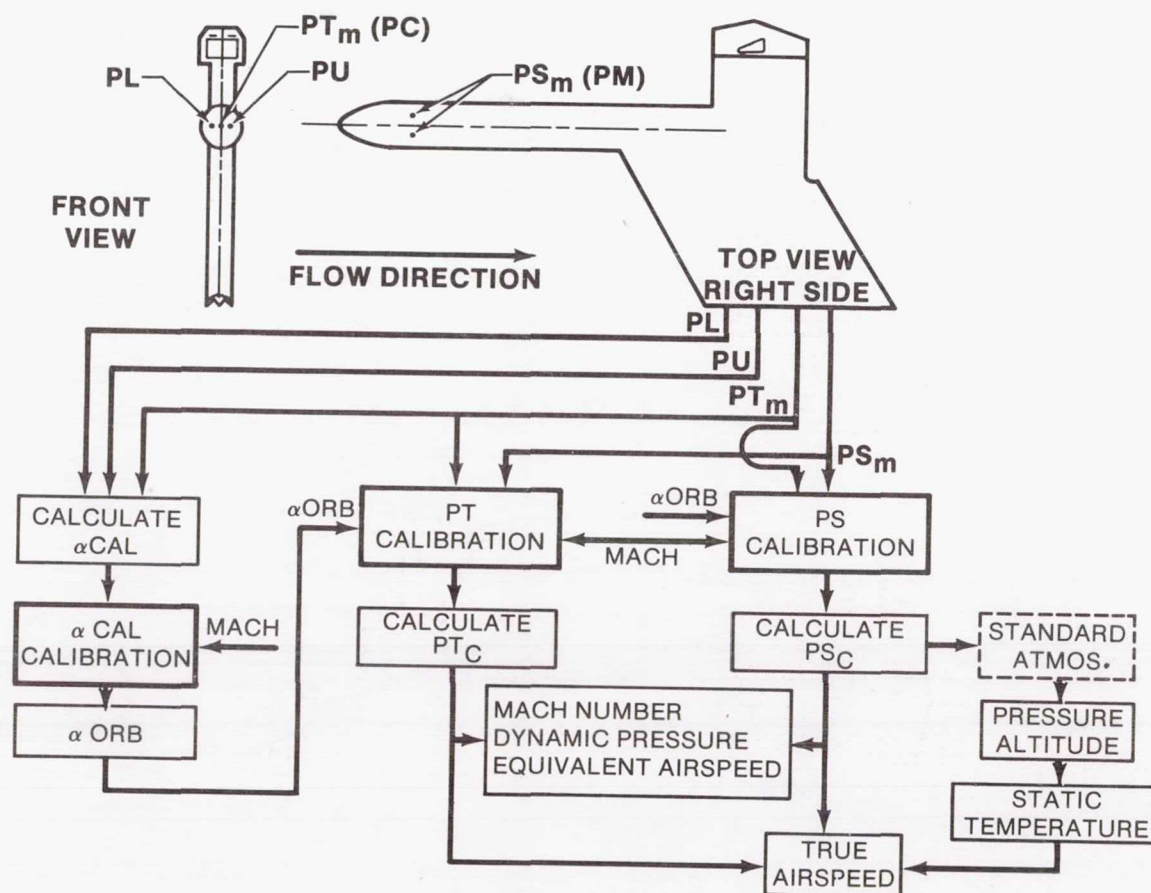 PTm (PC)
PL
PU
PSm (PM)
FRONT
VIEW
FLOW DIRECTION
TOP VIEW
RIGHT SIDE
PL
PU
PTm
PSm
CALCULATE
αCAL
αORB
PT
CALIBRATION
MACH
αORB
PS
CALIBRATION
α CAL
CALIBRATION
MACH
CALCULATE
PTC
CALCULATE
PSC
STANDARD
ATMOS.
α ORB
MACH NUMBER
DYNAMIC PRESSURE
EQUIVALENT AIRSPEED
PRESSURE
ALTITUDE
STATIC
TEMPERATURE
TRUE
AIRSPEED